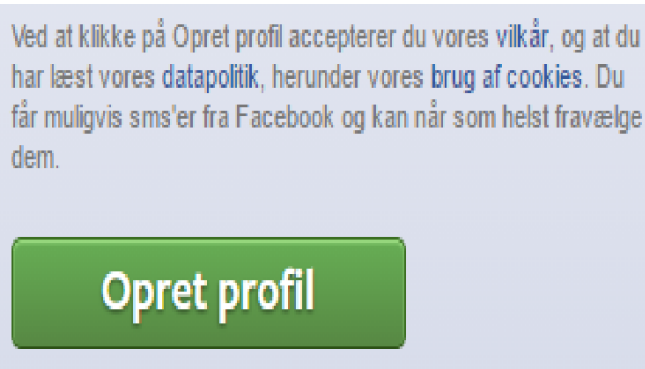 Ved at klikke på Opret profil accepterer du vores vilkår, og at du
har læst vores datapolitik, herunder vores brug af cookies. Du
får muligvis sms'er fra Facebook og kan når som helst fravælge
dem.
Opret profil